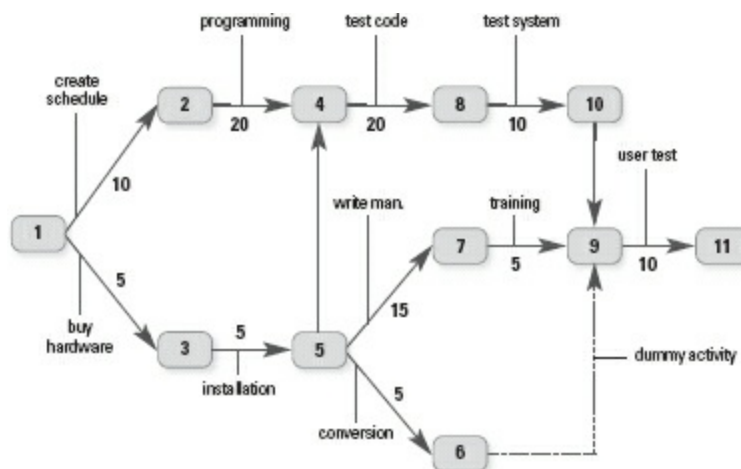 programming
test code
test system
create
schedule
2
4
8
10
20
20
10
user test
10
write man.
training
1
7
9
11
5
10
5
15
buy
hardware
5
3
5
installation
5
dummy activity
conversion
6